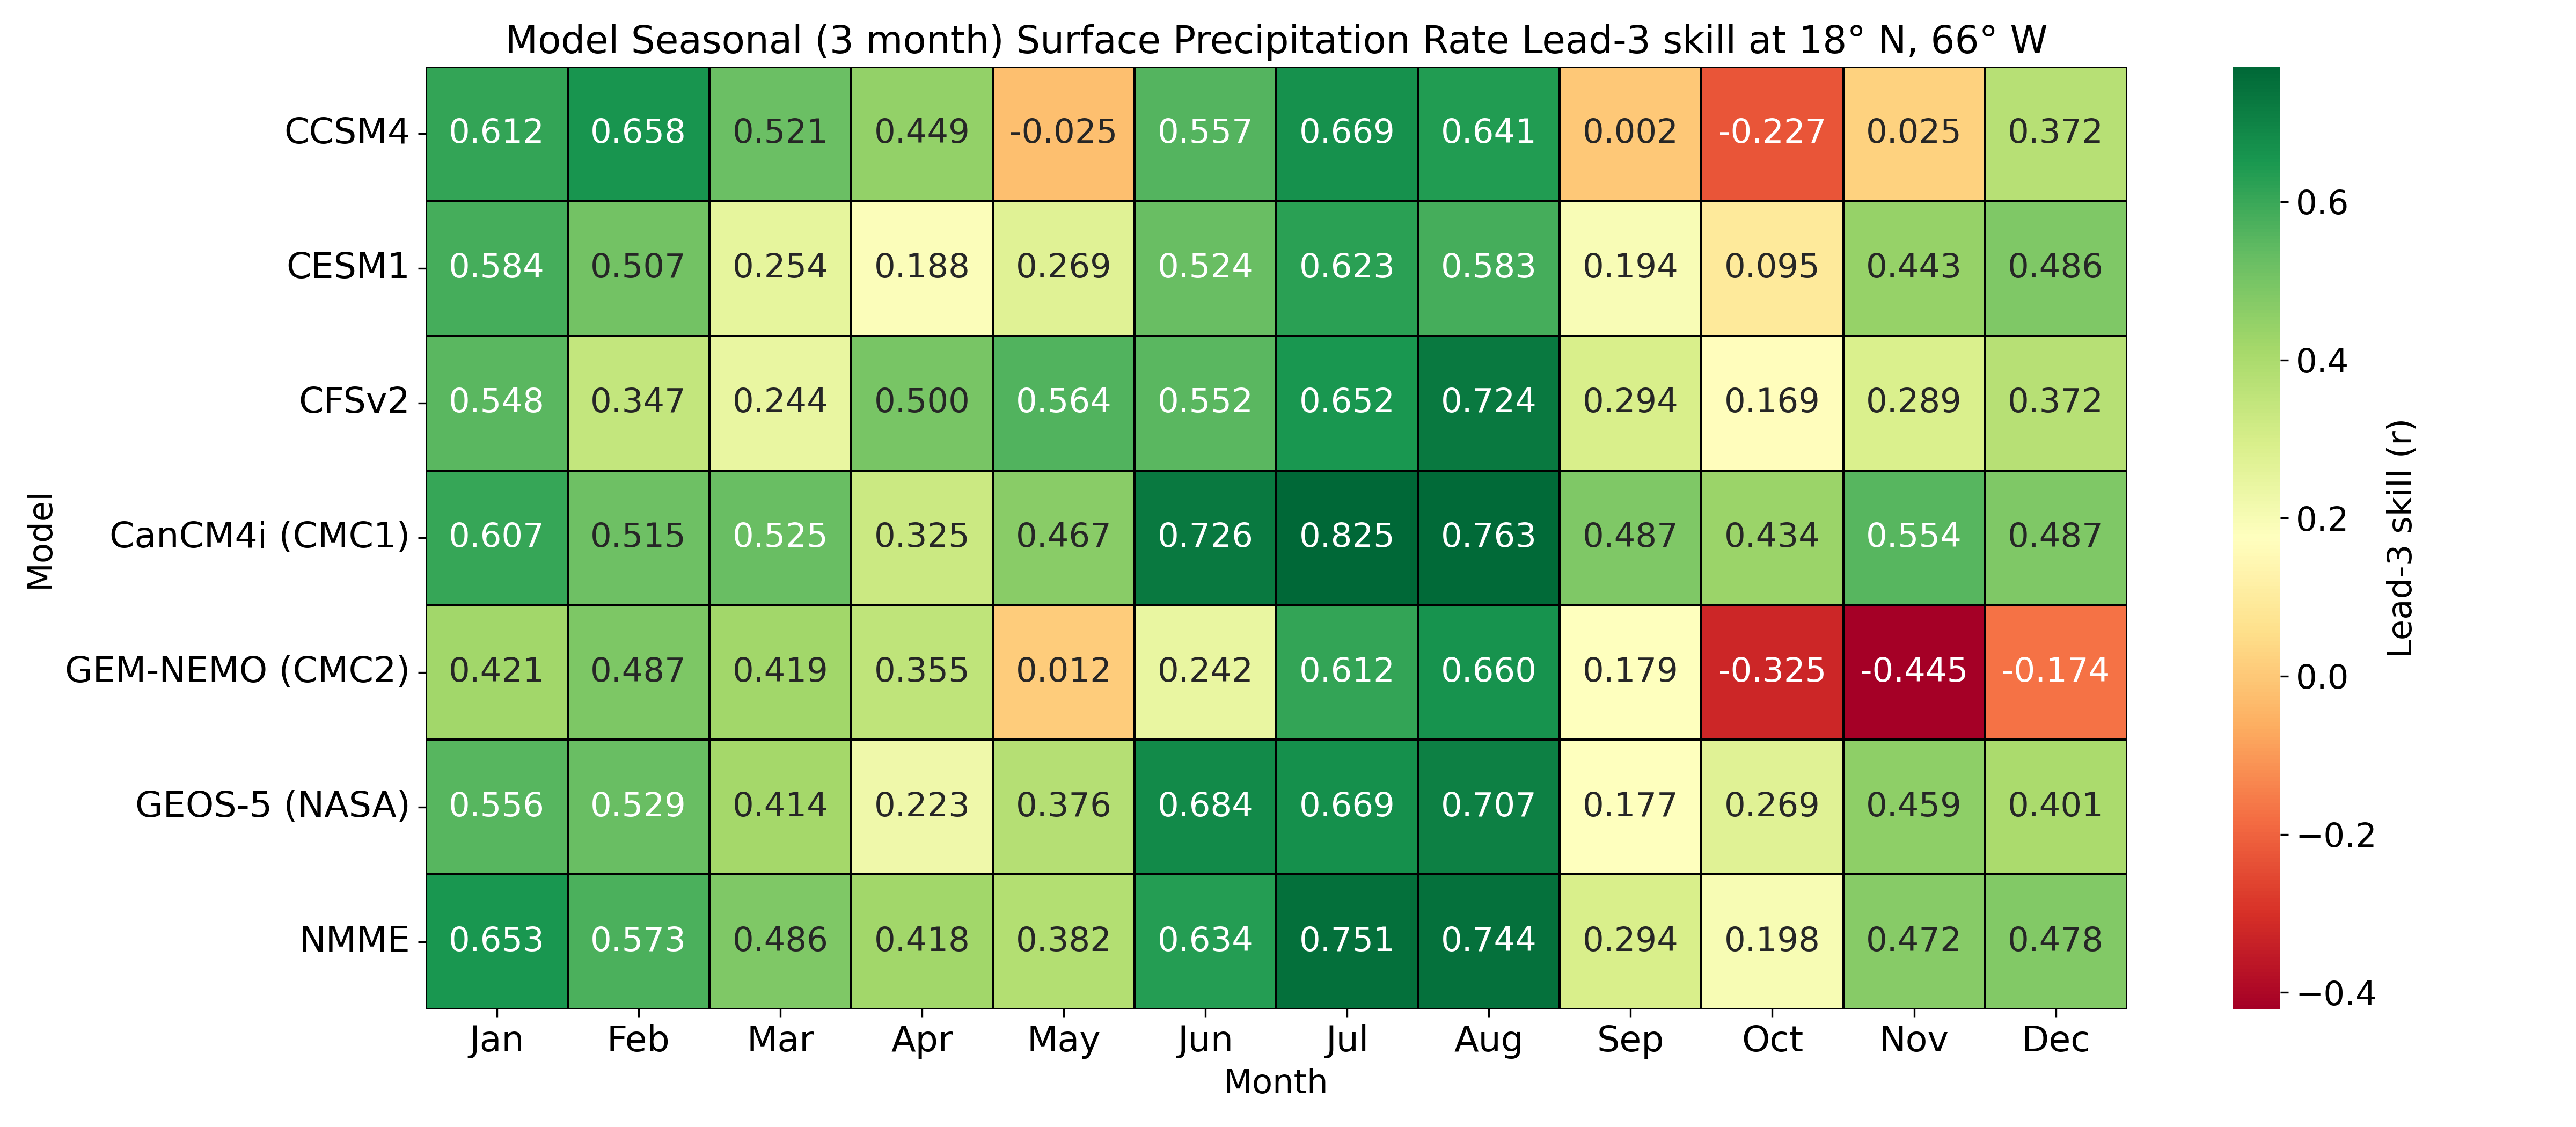 Model Seasonal (3 month) Surface Precipitation Rate Lead-3 skill at 18° N, 66° W
CCSM4 0.612 0.658 0.521 0.449 -0.025 0.557 0.669 0.641 0.002 -0.227 0.025 0.372
CESM1 0.584 0.507 0.254 0.188 0.269 0.524 0.623 0.583 0.194 0.095 0.443 0.486
CFSv2 0.548 0.347 0.244 0.500 0.564 0.552 0.652 0.724 0.294 0.169 0.289 0.372
CanCM4i (CMC1) 0.607 0.515 0.525 0.325 0.467 0.726 0.825 0.763 0.487 0.434 0.554 0.487
GEM-NEMO (CMC2) 0.421 0.487 0.419 0.355 0.012 0.242 0.612 0.660 0.179 -0.325 -0.445 -0.174
GEOS-5 (NASA) 0.556 0.529 0.414 0.223 0.376 0.684 0.669 0.707 0.177 0.269 0.459 0.401
NMME 0.653 0.573 0.486 0.418 0.382 0.634 0.751 0.744 0.294 0.198 0.472 0.478
Jan Feb Mar Apr May Jun Jul Aug Sep Oct Nov Dec
Month
Model
0.6
0.4
0.2
0.0
−0.2
−0.4
Lead-3 skill (r)